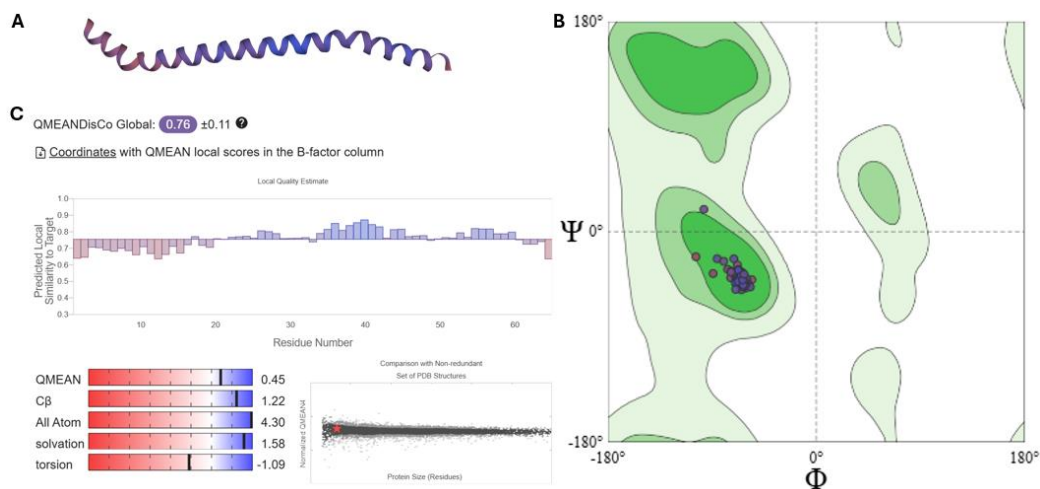 A
B
180°
Ψ 0°
-180°
-180°
0°
180°
Φ
C
QMEANDisCo Global: 0.76 ±0.11 ?
Coordinates with QMEAN local scores in the B-factor column
Local Quality Estimate
Predicted Local
Similarity to Target
1.0
0.9
0.8
0.7
0.6
0.5
0.4
0.3
10 20 30 40 50 60
Residue Number
QMEAN 0.45
Cβ 1.22
All Atom 4.30
solvation 1.58
torsion -1.09
Comparison with Non-redundant
Set of PDB Structures
Normalized QMEAN4
Protein Size (Residues)